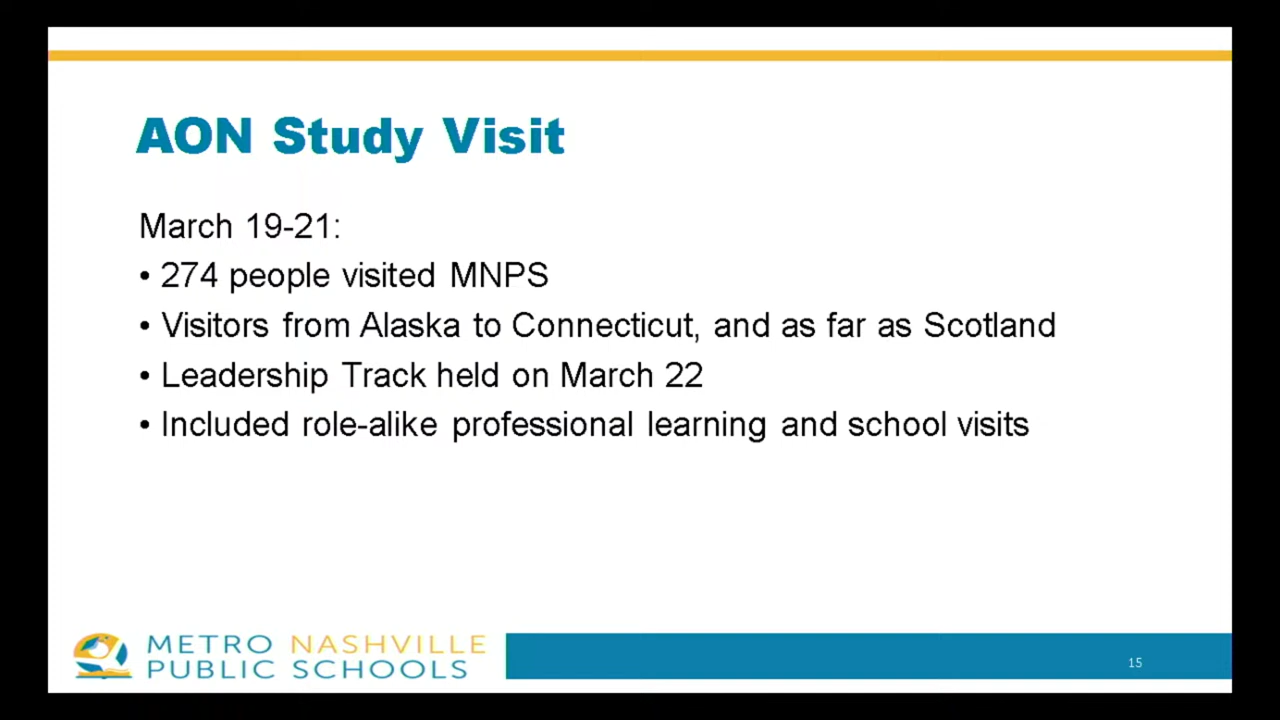 AON Study Visit
March 19-21:
• 274 people visited MNPS
• Visitors from Alaska to Connecticut, and as far as Scotland
• Leadership Track held on March 22
• Included role-alike professional learning and school visits
METRO NASHVILLE
PUBLIC SCHOOLS
15